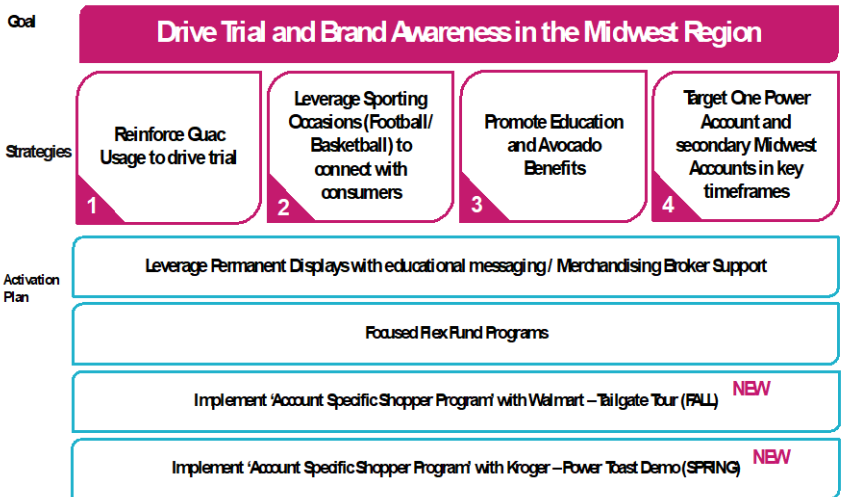 Goal
Drive Trial and Brand Awareness in the Midwest Region
Strategies
Reinforce Guac
Usage to drive trial
1
Leverage Sporting
Occasions (Football/
Basketball) to
connect with
consumers
2
Promote Education
and Avocado
Benefits
3
Target One Power
Account and
secondary Midwest
Accounts in key
timeframes
4
Activation
Plan
Leverage Permanent Displays with educational messaging / Merchandising Broker Support
Focused Flex Fund Programs
Implement ‘Account Specific Shopper Program’ with Walmart – Tailgate Tour (FALL) NEW
Implement ‘Account Specific Shopper Program’ with Kroger – Power Toast Demo (SPRING) NEW